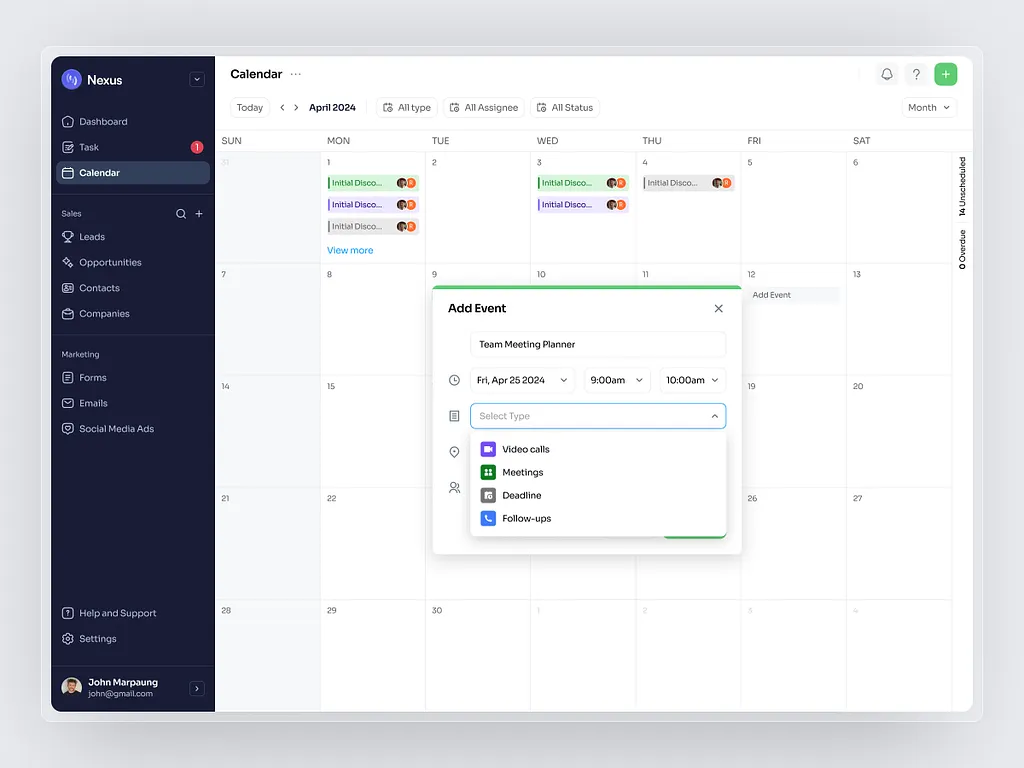 Nexus
Dashboard
Task 1
Calendar
Sales
Leads
Opportunities
Contacts
Companies
Marketing
Forms
Emails
Social Media Ads
Help and Support
Settings
John Marpaung
john@gmail.com
Calendar ...
Today < > April 2024 All type All Assignee All Status Month
SUN MON TUE WED THU FRI SAT
31 1 2 3 4 5 6
Initial Disco... R Initial Disco... R Initial Disco... R
Initial Disco... R Initial Disco... R
Initial Disco... R
View more
14 Unscheduled
0 Overdue
7 8 9 10 11 12 13
Add Event
14 15 19 20
21 22 26 27
28 29 30 1 2 3 4
Add Event
Team Meeting Planner
Fri, Apr 25 2024 9:00am 10:00am
Select Type
Video calls
Meetings
Deadline
Follow-ups